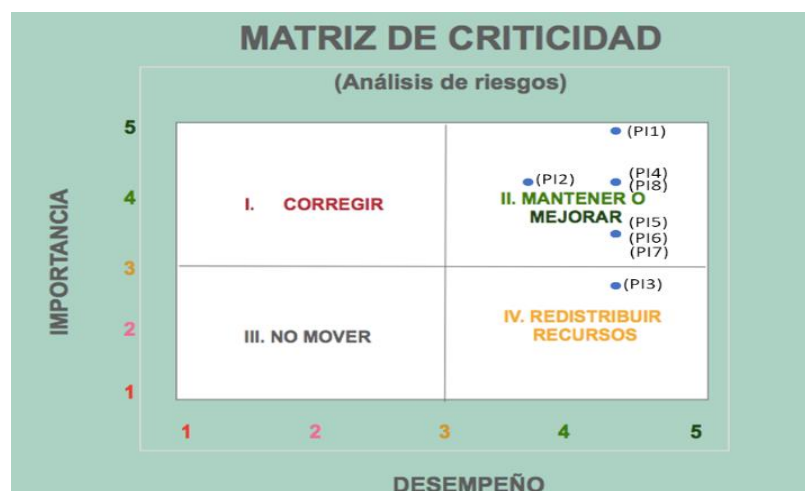 MATRIZ DE CRITICIDAD
(Análisis de riesgos)
5
(PI1)
(PI4)
(PI2)
(PI8)
4
I. CORREGIR
II. MANTENER O
MEJORAR
(PI5)
(PI6)
(PI7)
IMPORTANCIA
3
(PI3)
2
III. NO MOVER
IV. REDISTRIBUIR
RECURSOS
1
1
2
3
4
5
DESEMPEÑO